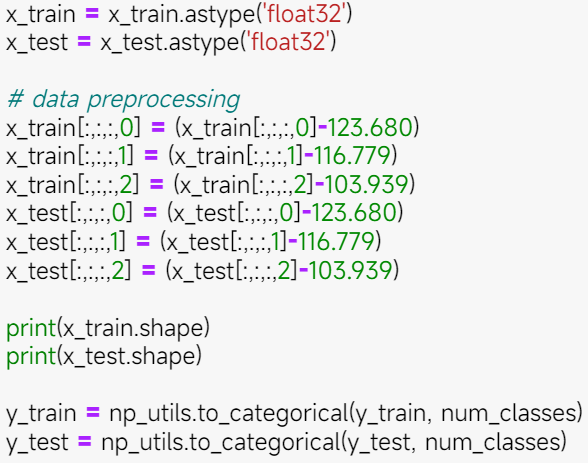 x_train = x_train.astype('float32')
x_test = x_test.astype('float32')
# data preprocessing
x_train[:,:,:,0] = (x_train[:,:,:,0]-123.680)
x_train[:,:,:,1] = (x_train[:,:,:,1]-116.779)
x_train[:,:,:,2] = (x_train[:,:,:,2]-103.939)
x_test[:,:,:,0] = (x_test[:,:,:,0]-123.680)
x_test[:,:,:,1] = (x_test[:,:,:,1]-116.779)
x_test[:,:,:,2] = (x_test[:,:,:,2]-103.939)
print(x_train.shape)
print(x_test.shape)
y_train = np_utils.to_categorical(y_train, num_classes)
y_test = np_utils.to_categorical(y_test, num_classes)